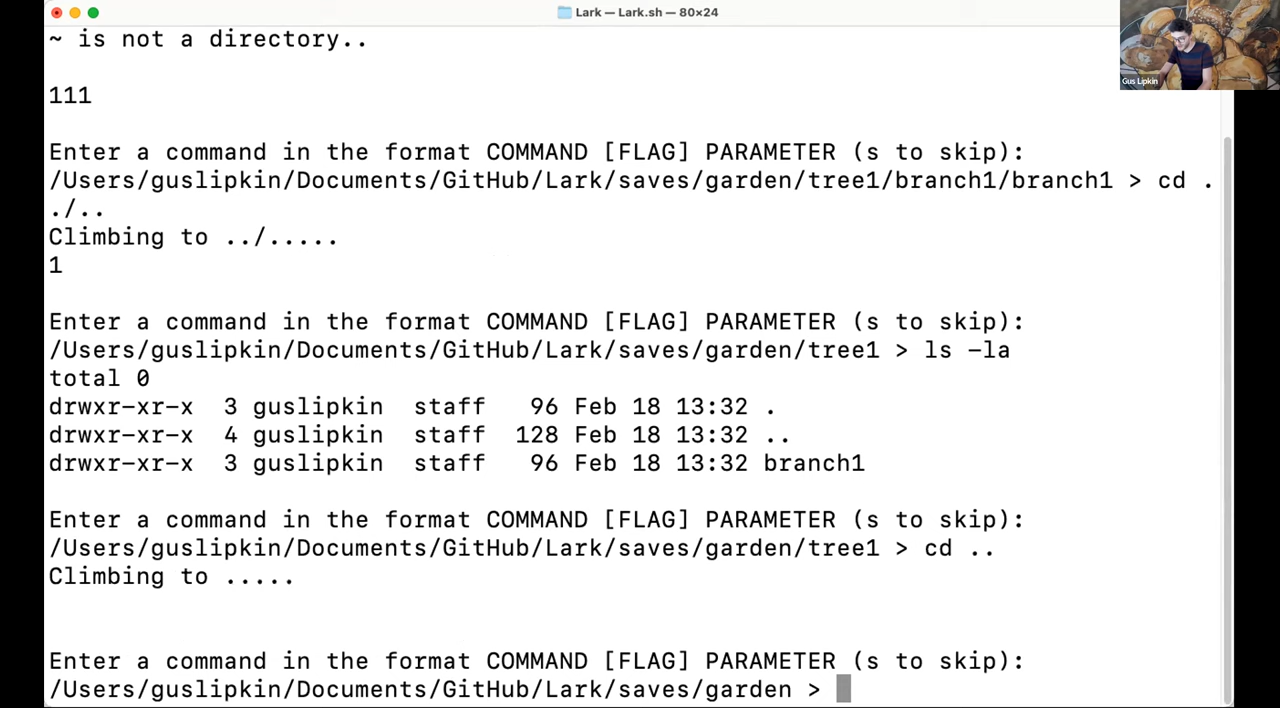 Lark — Lark.sh — 80×24
~ is not a directory..
111
Enter a command in the format COMMAND [FLAG] PARAMETER (s to skip):
/Users/guslipkin/Documents/GitHub/Lark/saves/garden/tree1/branch1/branch1 > cd .
./..
Climbing to ../.....
1
Enter a command in the format COMMAND [FLAG] PARAMETER (s to skip):
/Users/guslipkin/Documents/GitHub/Lark/saves/garden/tree1 > ls -la
total 0
drwxr-xr-x  3 guslipkin  staff   96 Feb 18 13:32 .
drwxr-xr-x  4 guslipkin  staff  128 Feb 18 13:32 ..
drwxr-xr-x  3 guslipkin  staff   96 Feb 18 13:32 branch1
Enter a command in the format COMMAND [FLAG] PARAMETER (s to skip):
/Users/guslipkin/Documents/GitHub/Lark/saves/garden/tree1 > cd ..
Climbing to .....
Enter a command in the format COMMAND [FLAG] PARAMETER (s to skip):
/Users/guslipkin/Documents/GitHub/Lark/saves/garden >
Gus Lipkin